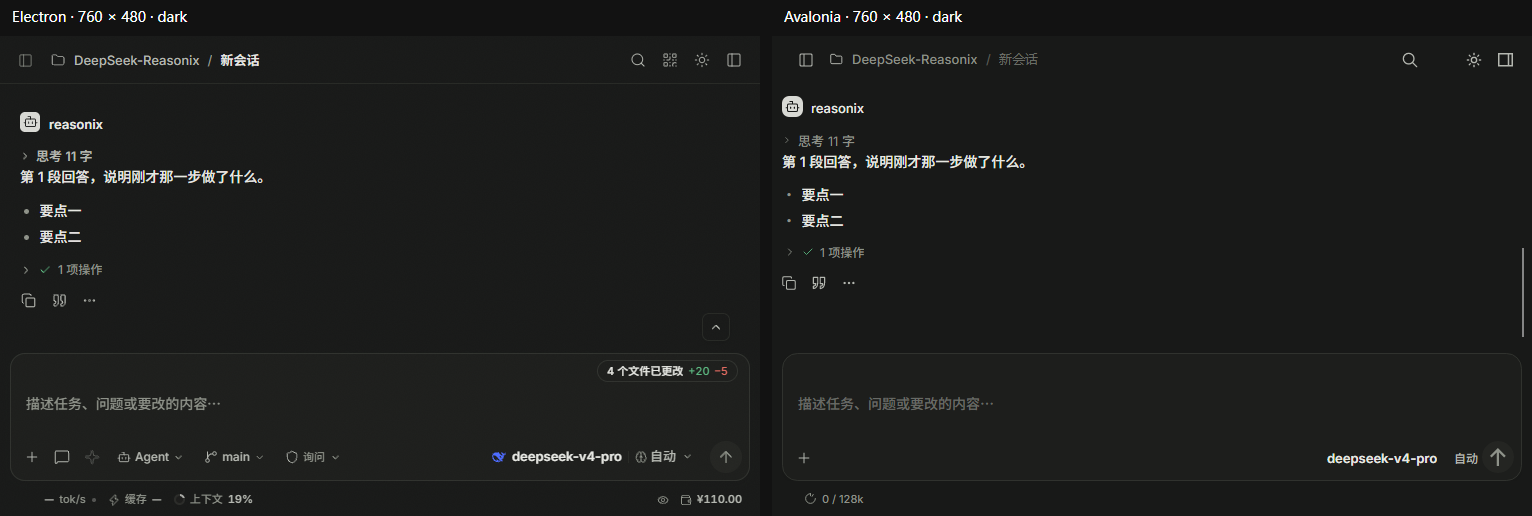 Electron · 760 × 480 · dark
DeepSeek-Reasonix / 新会话
reasonix
思考 11 字
第 1 段回答，说明刚才那一步做了什么。
• 要点一
• 要点二
1 项操作
4 个文件已更改 +20 −5
描述任务、问题或要改的内容…
Agent main 询问 deepseek-v4-pro 自动
— tok/s 缓存 — 上下文 19% ¥110.00
Avalonia · 760 × 480 · dark
DeepSeek-Reasonix / 新会话
reasonix
思考 11 字
第 1 段回答，说明刚才那一步做了什么。
• 要点一
• 要点二
1 项操作
描述任务、问题或要改的内容…
deepseek-v4-pro 自动
0 / 128k